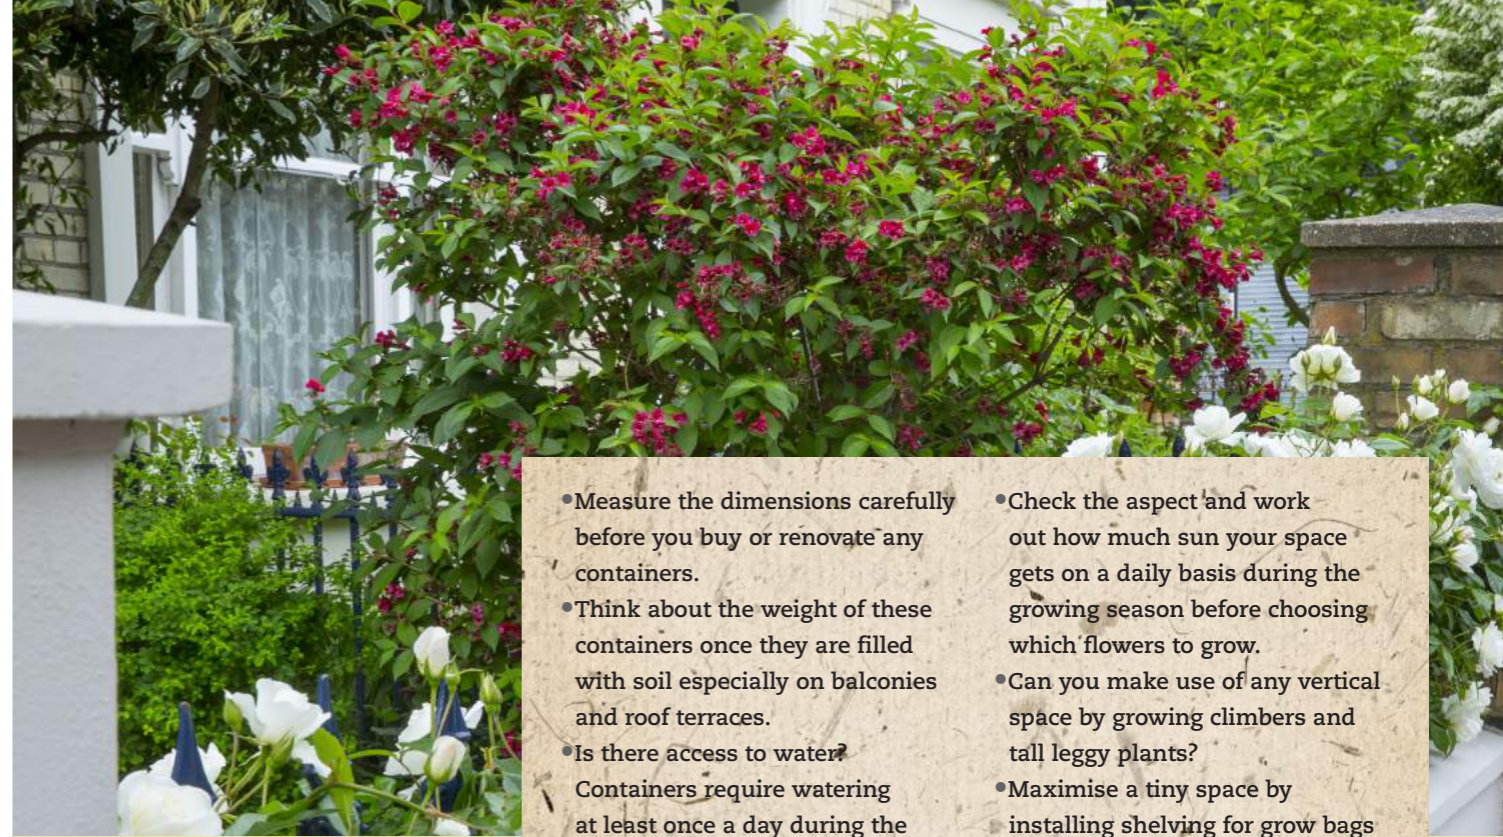 •Measure the dimensions carefully
before you buy or renovate any
containers.
•Think about the weight of these
containers once they are filled
with soil especially on balconies
and roof terraces.
•Is there access to water?
Containers require watering
at least once a day during the
•Check the aspect and work
out how much sun your space
gets on a daily basis during the
growing season before choosing
which flowers to grow.
•Can you make use of any vertical
space by growing climbers and
tall leggy plants?
•Maximise a tiny space by
installing shelving for grow bags